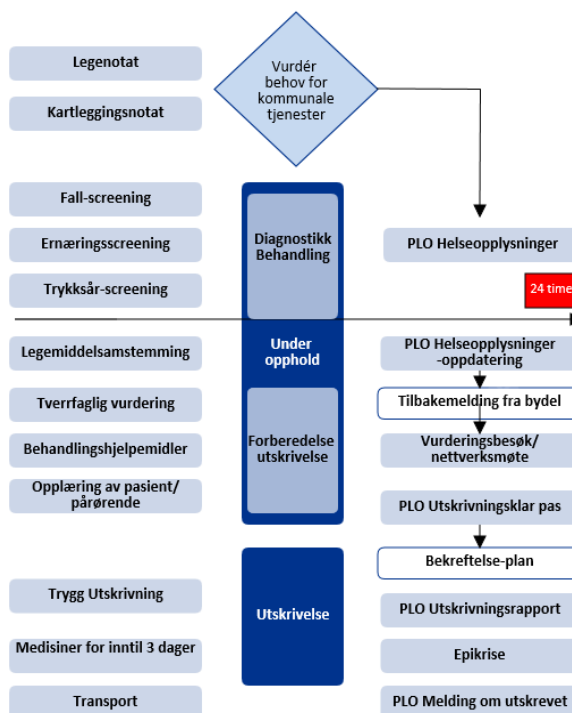 Legenotat
Kartleggingsnotat
Vurdér
behov for
kommunale
tjenester
Fall-screening
Ernæringsscreening
Trykksår-screening
Diagnostikk
Behandling
PLO Helseopplysninger
24 time
Under
opphold
Legemiddelsamstemming
Tverrfaglig vurdering
Behandlingshjelpemidler
Opplæring av pasient/
pårørende
Forberedelse
utskrivelse
PLO Helseopplysninger
-oppdatering
Tilbakemelding fra bydel
Vurderingsbesøk/
nettverksmøte
PLO Utskrivningsklar pas
Bekreftelse-plan
Trygg Utskrivning
Medisiner for inntil 3 dager
Transport
Utskrivelse
PLO Utskrivningsrapport
Epikrise
PLO Melding om utskrevet